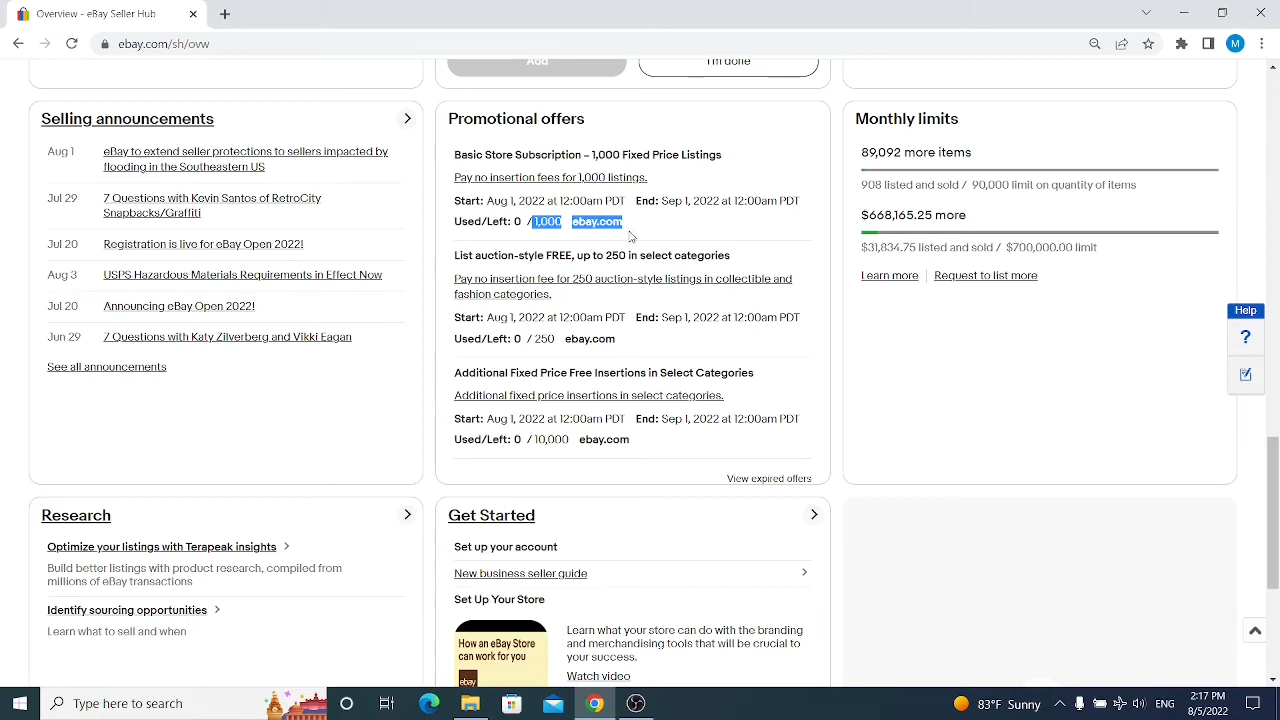 Overview - eBay Seller Hub
ebay.com/sh/ovw
M
Add
I'm done
Selling announcements
Aug 1 eBay to extend seller protections to sellers impacted by
flooding in the Southeastern US
Jul 29 7 Questions with Kevin Santos of RetroCity
Snapbacks/Graffiti
Jul 20 Registration is live for eBay Open 2022!
Aug 3 USPS Hazardous Materials Requirements in Effect Now
Jul 20 Announcing eBay Open 2022!
Jun 29 7 Questions with Katy Zilverberg and Vikki Eagan
See all announcements
Promotional offers
Basic Store Subscription – 1,000 Fixed Price Listings
Pay no insertion fees for 1,000 listings.
Start: Aug 1, 2022 at 12:00am PDT End: Sep 1, 2022 at 12:00am PDT
Used/Left: 0 / 1,000 ebay.com
List auction-style FREE, up to 250 in select categories
Pay no insertion fee for 250 auction-style listings in collectible and
fashion categories.
Start: Aug 1, 2022 at 12:00am PDT End: Sep 1, 2022 at 12:00am PDT
Used/Left: 0 / 250 ebay.com
Additional Fixed Price Free Insertions in Select Categories
Additional fixed price insertions in select categories.
Start: Aug 1, 2022 at 12:00am PDT End: Sep 1, 2022 at 12:00am PDT
Used/Left: 0 / 10,000 ebay.com
View expired offers
Monthly limits
89,092 more items
908 listed and sold / 90,000 limit on quantity of items
$668,165.25 more
$31,834.75 listed and sold / $700,000.00 limit
Learn more Request to list more
Help
?
Research
Optimize your listings with Terapeak insights
Build better listings with product research, compiled from
millions of eBay transactions
Identify sourcing opportunities
Learn what to sell and when
Get Started
Set up your account
New business seller guide
Set Up Your Store
How an eBay Store
can work for you
ebay
Learn what your store can do with the branding
and merchandising tools that will be crucial to
your success.
Watch video
Type here to search
83°F Sunny
ENG
2:17 PM
8/5/2022